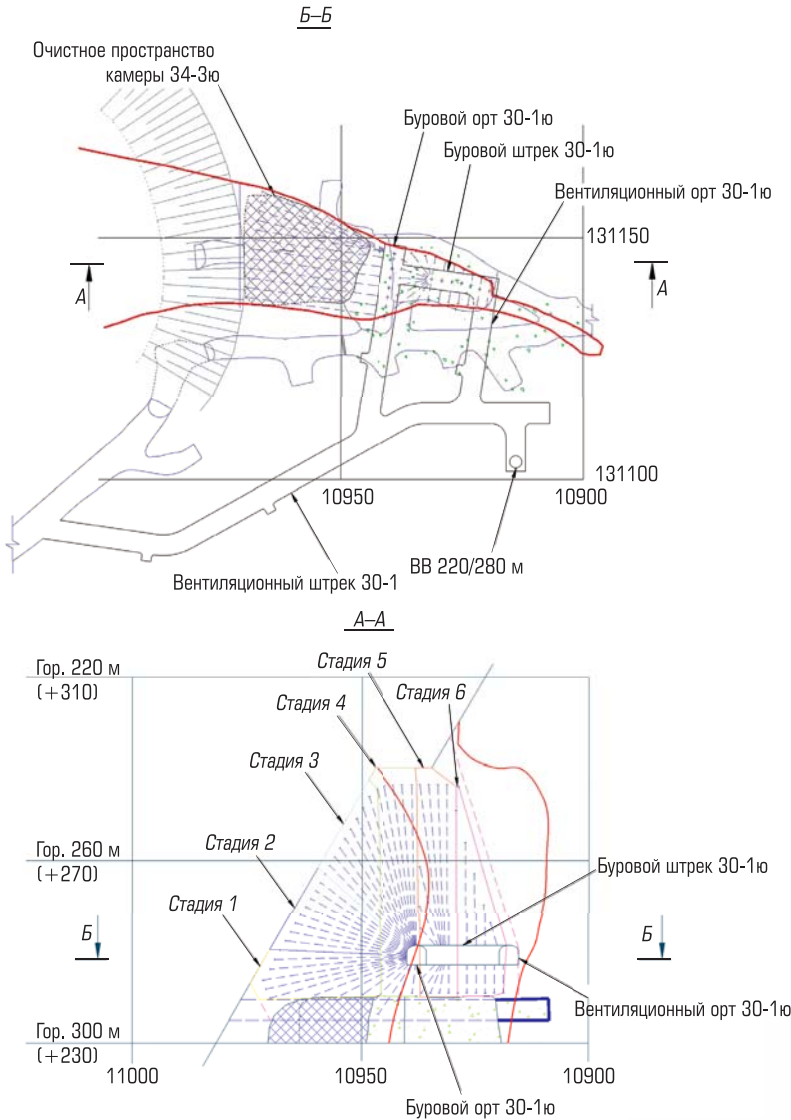 Б–Б
Очистное пространство
камеры 34-3ю
Буровой орт 30-1ю
Буровой штрек 30-1ю
Вентиляционный орт 30-1ю
131150
А
А
131100
10950
10900
ВВ 220/280 м
Вентиляционный штрек 30-1
А–А
Гор. 220 м
(+310)
Стадия 5
Стадия 4
Стадия 6
Стадия 3
Стадия 2
Гор. 260 м
(+270)
Стадия 1
Буровой штрек 30-1ю
Б
Б
Вентиляционный орт 30-1ю
Гор. 300 м
(+230)
11000
10950
10900
Буровой орт 30-1ю